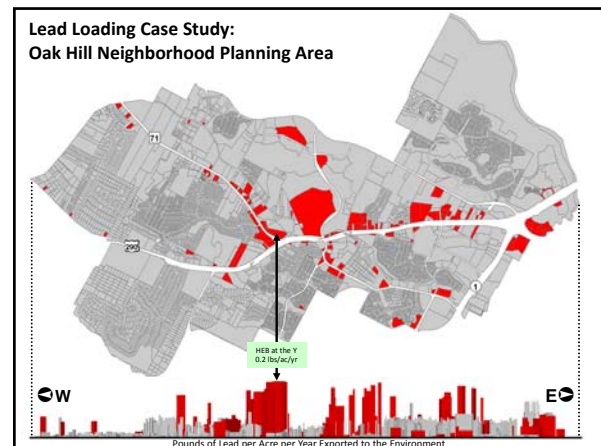 Lead Loading Case Study:
Oak Hill Neighborhood Planning Area
71
290
1
HEB at the Y
0.2 lbs/ac/yr
W
E
Pounds of Lead per Acre per Year Exported to the Environment